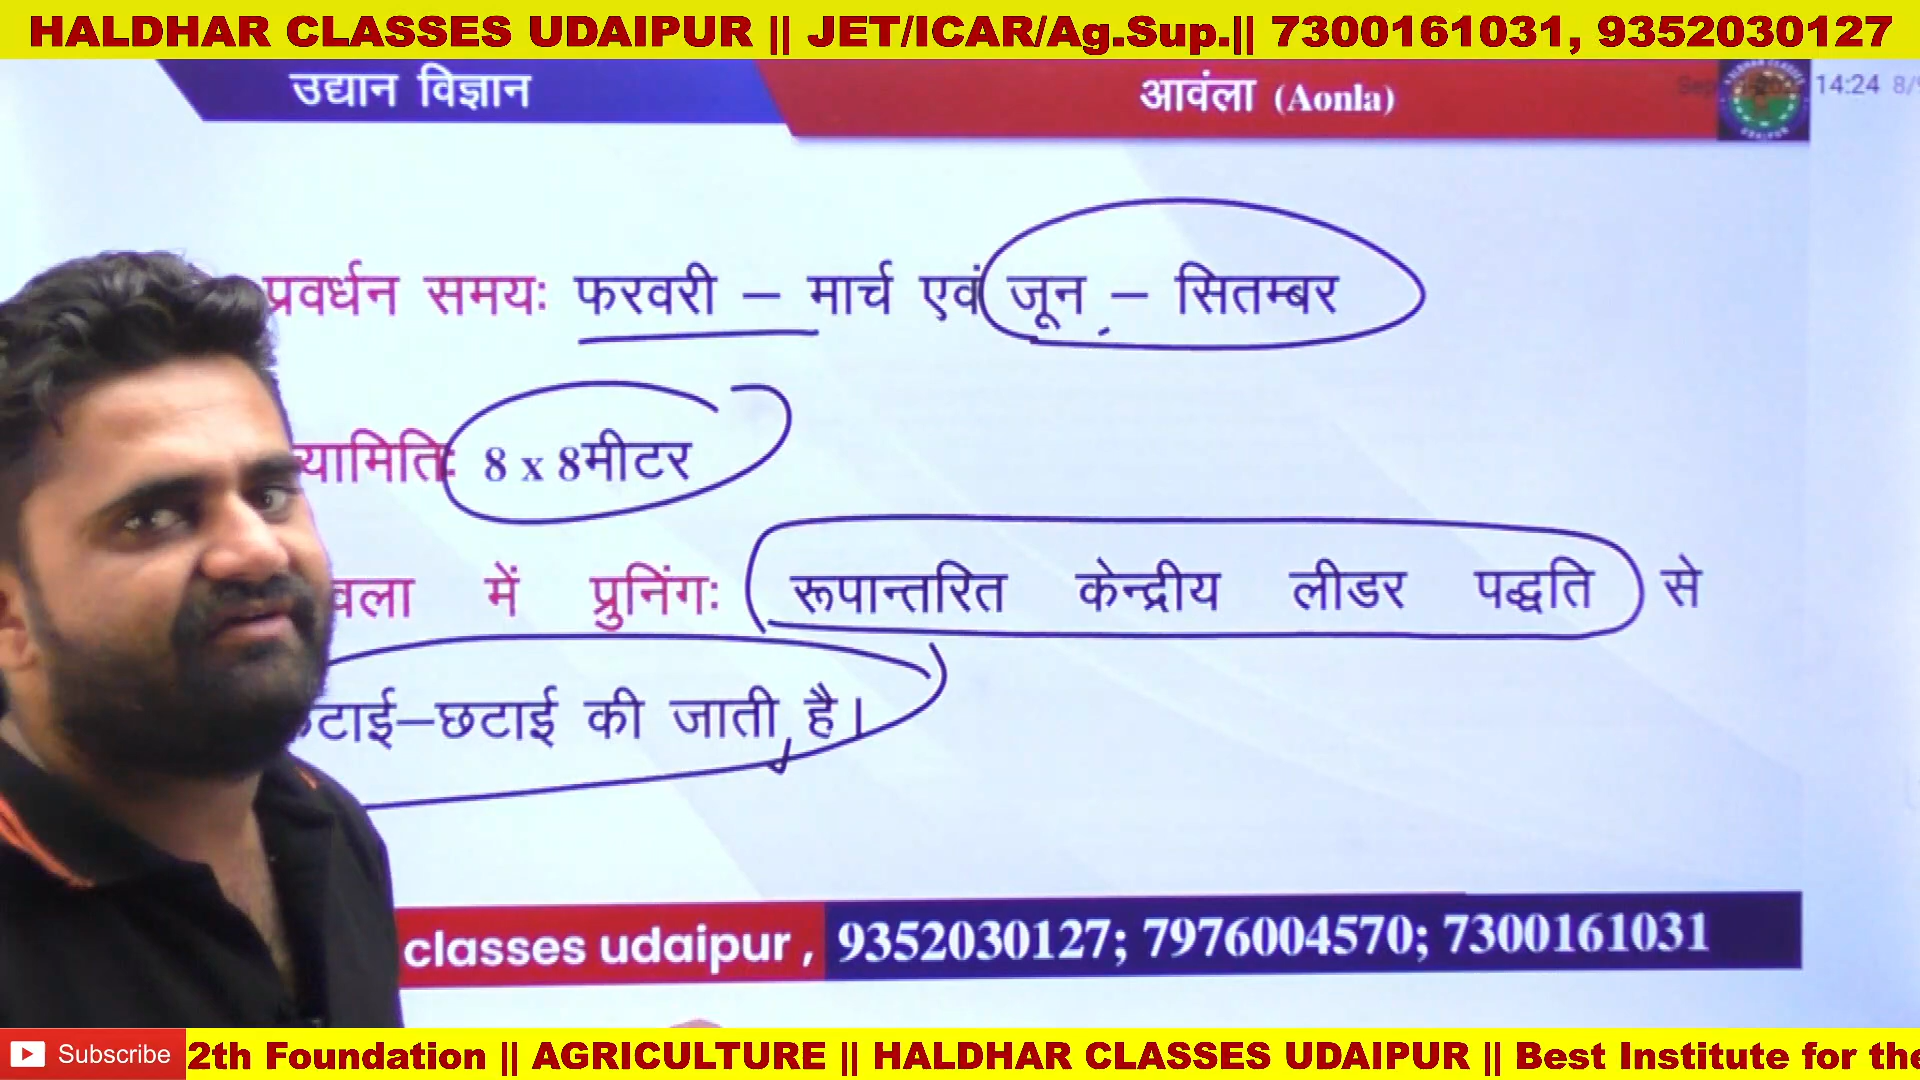 HALDHAR CLASSES UDAIPUR || JET/ICAR/Ag.Sup.|| 7300161031, 9352030127
उद्यान विज्ञान
आवंला (Aonla)
14:24
प्रवर्धन समयः फरवरी – मार्च एवं जून – सितम्बर
8 x 8मीटर
में प्रुनिंगः रूपान्तरित केन्द्रीय लीडर पद्धति से
कटाई–छटाई की जाती है।
classes udaipur , 9352030127; 7976004570; 7300161031
Subscribe 2th Foundation || AGRICULTURE || HALDHAR CLASSES UDAIPUR || Best Institute for the